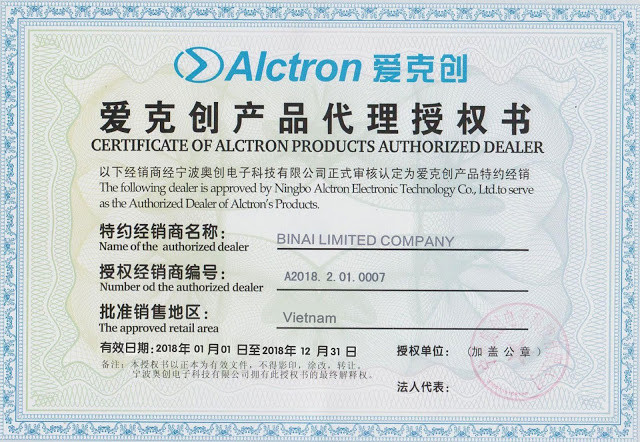 Alctron 爱克创
爱克创产品代理授权书
CERTIFICATE OF ALCTRON PRODUCTS AUTHORIZED DEALER
以下经销商经宁波奥创电子科技有限公司正式审核认定为爱克创产品特约经销
The following dealer is approved by Ningbo Alctron Electronic Technology Co., Ltd.to serve
as the Authorized Dealer of Alctron's Products.
特约经销商名称: BINAI LIMITED COMPANY
Name of the authorized dealer
授权经销商编号: A2018. 2. 01. 0007
Number od the authorized dealer
批准销售地区: Vietnam
The approved retail area
有效日期: 2018年 01月 01 日至2018年 12 月 31 日 授权单位: (加盖公章)
备注: 本授权书以正本为有效文件, 不得影印, 涂改, 转让。
宁波奥创电子科技有限公司拥有此授权书的最终解释权。
法人代表: